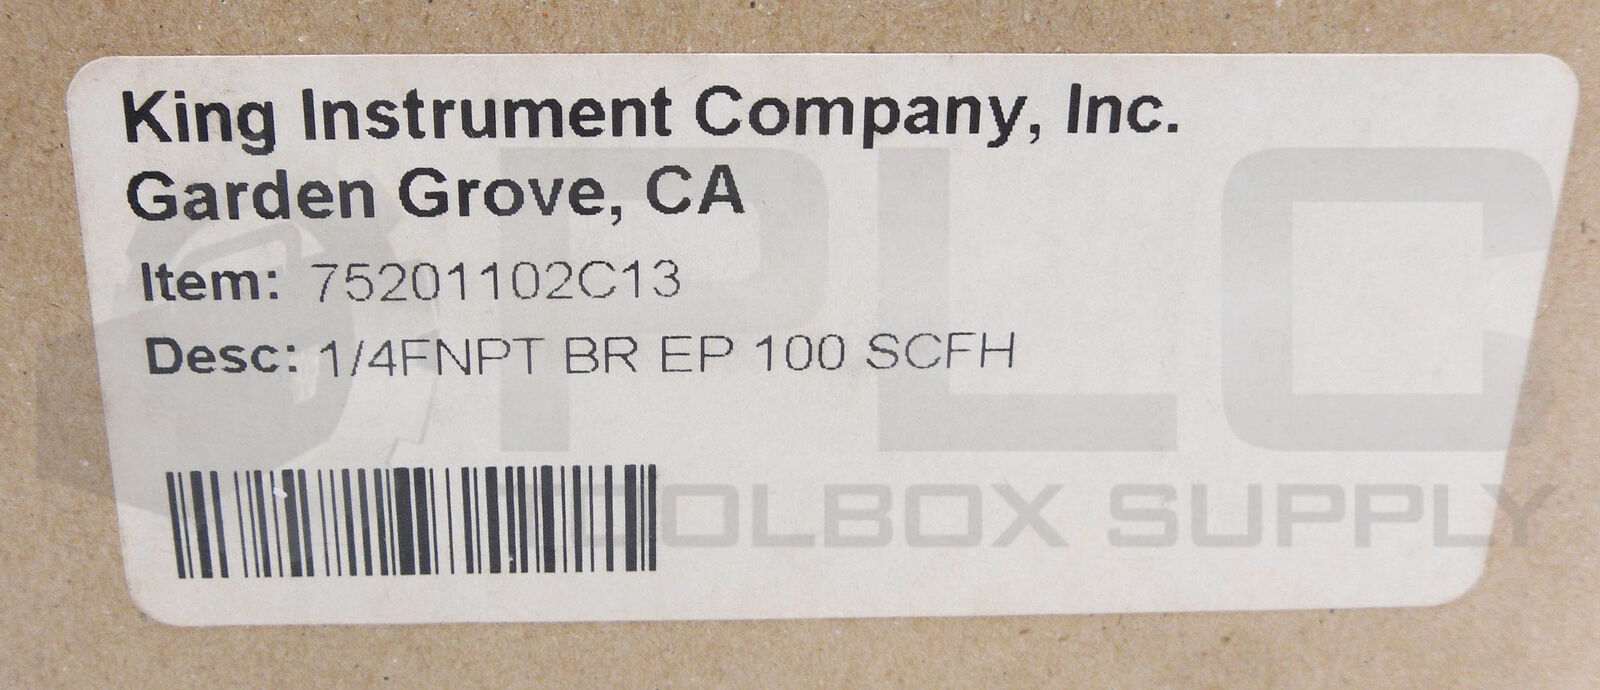 King Instrument Company, Inc.
Garden Grove, CA
Item: 75201102C13
Desc: 1/4FNPT BR EP 100 SCFH
PLC
TOOLBOX SUPPLY